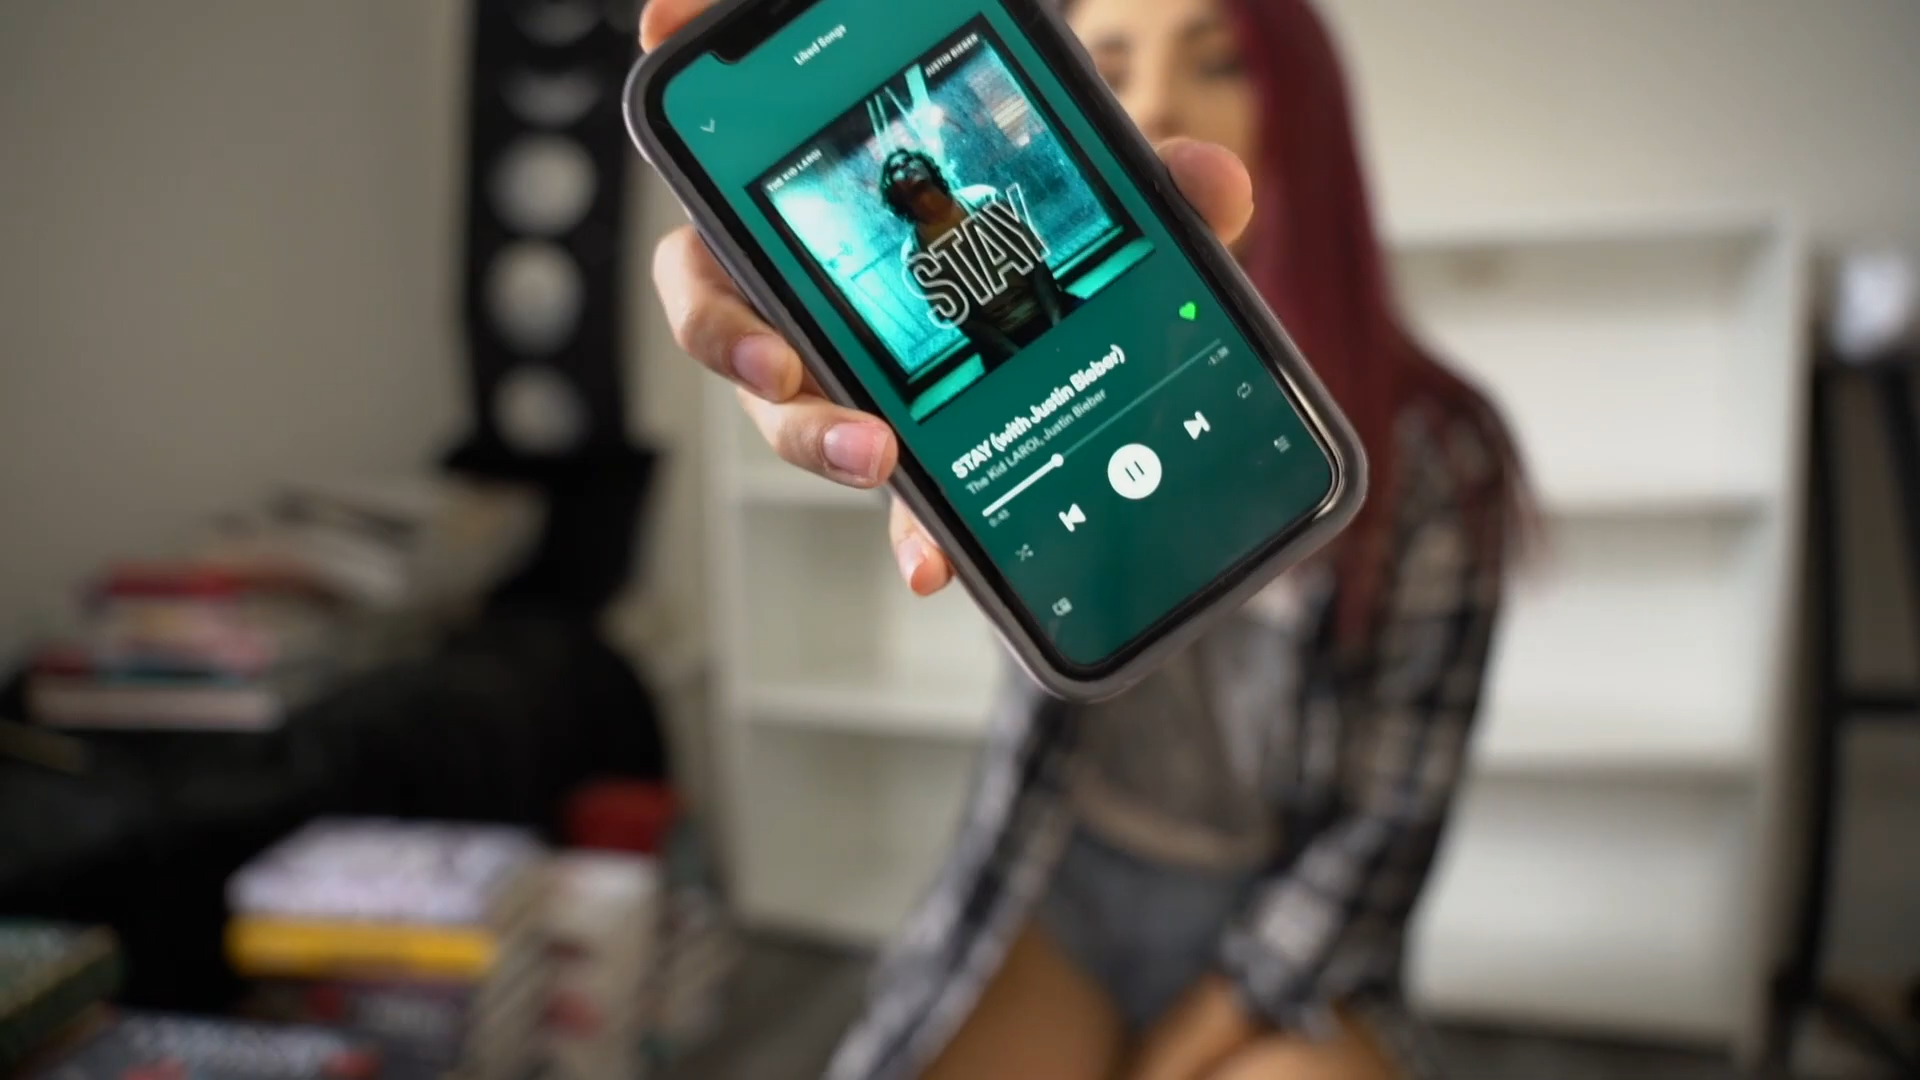 Liked Songs
JUSTIN BIEBER
THE KID LAROI
STAY
STAY (with Justin Bieber)
The Kid LAROI, Justin Bieber